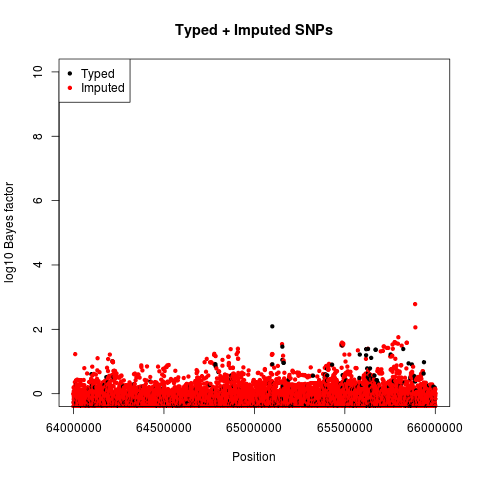 Typed + Imputed SNPs
Typed
Imputed
log10 Bayes factor
10
8
6
4
2
0
64000000 64500000 65000000 65500000 66000000
Position